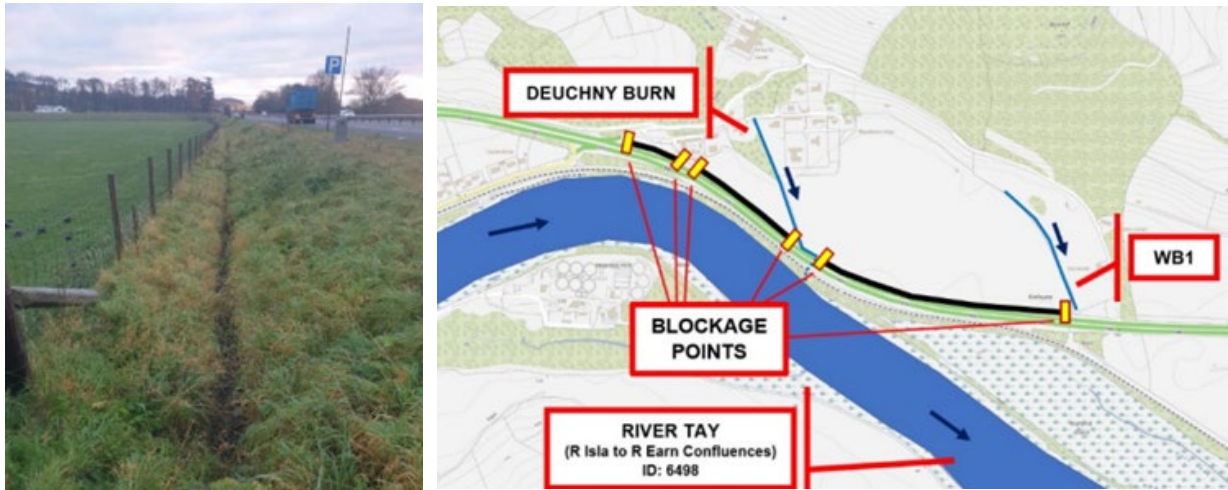 P
DEUCHNY BURN
WB1
BLOCKAGE
POINTS
RIVER TAY
(R Isla to R Earn Confluences)
ID: 6498